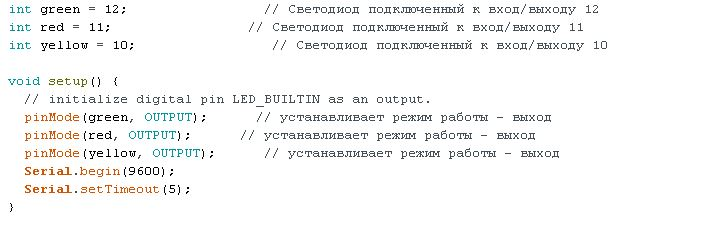 int green = 12;                 // Светодиод подключенный к вход/выходу 12
int red = 11;                 // Светодиод подключенный к вход/выходу 11
int yellow = 10;                 // Светодиод подключенный к вход/выходу 10

void setup() {
  // initialize digital pin LED_BUILTIN as an output.
  pinMode(green, OUTPUT);      // устанавливает режим работы - выход
  pinMode(red, OUTPUT);      // устанавливает режим работы - выход
  pinMode(yellow, OUTPUT);      // устанавливает режим работы - выход
  Serial.begin(9600);
  Serial.setTimeout(5);
}